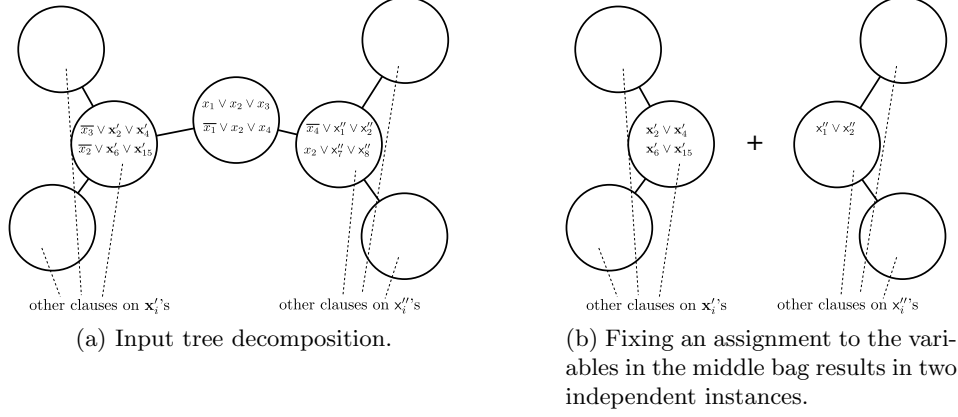 x₁ ∨ x₂ ∨ x₃
x̅₁ ∨ x₂ ∨ x₄
x̅₃ ∨ x′₂ ∨ x′₄
x̅₂ ∨ x′₆ ∨ x′₁₅
x̅₄ ∨ x″₁ ∨ x″₂
x₂ ∨ x″₇ ∨ x″₈
other clauses on x′ᵢ's
other clauses on x″ᵢ's
(a) Input tree decomposition.
x′₂ ∨ x′₄
x′₆ ∨ x′₁₅
+
x″₁ ∨ x″₂
other clauses on x′ᵢ's
other clauses on x″ᵢ's
(b) Fixing an assignment to the vari-
ables in the middle bag results in two
independent instances.